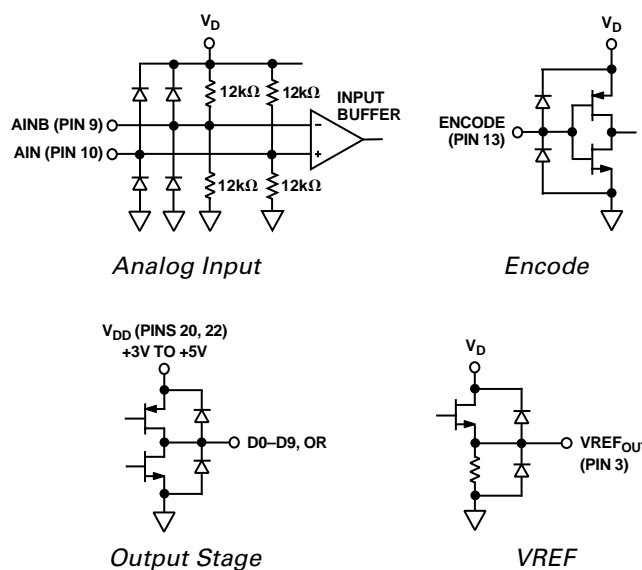 V_D
12kΩ 12kΩ
INPUT
BUFFER
AINB (PIN 9)
–
AIN (PIN 10)
+
12kΩ 12kΩ
Analog Input
V_D
ENCODE
(PIN 13)
Encode
V_DD (PINS 20, 22)
+3V TO +5V
D0–D9, OR
Output Stage
V_D
VREF_OUT
(PIN 3)
VREF